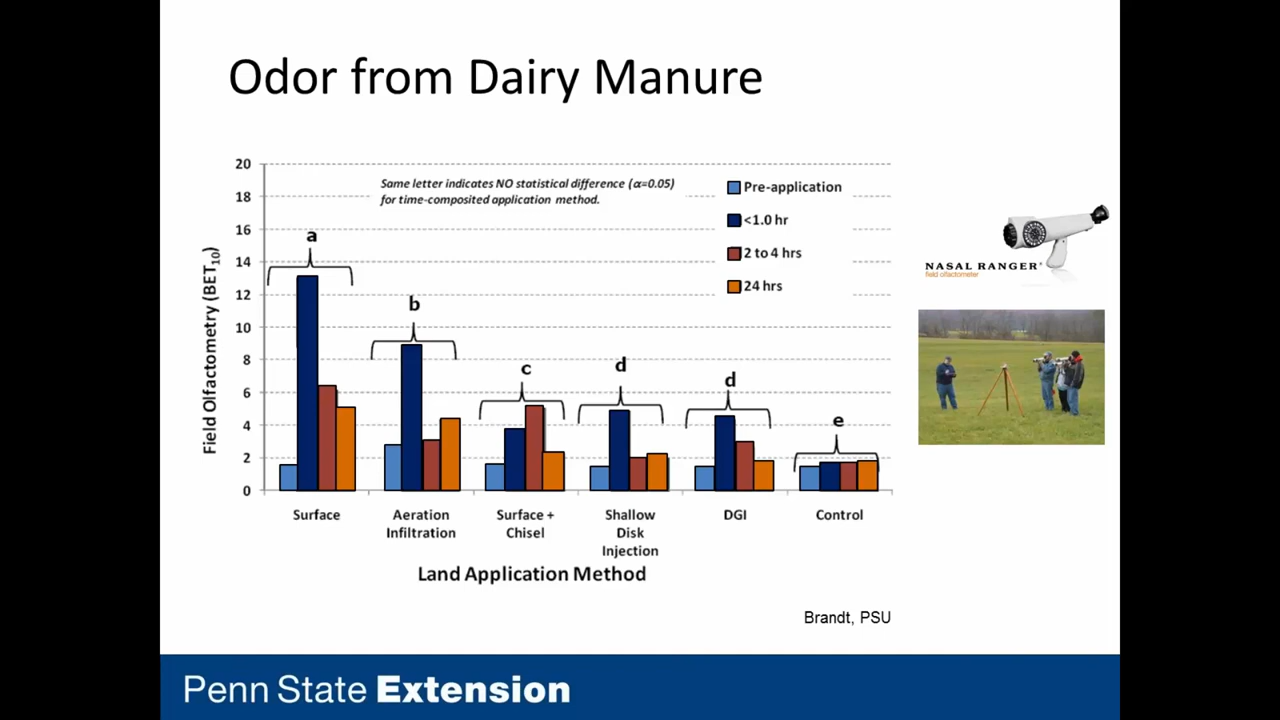 Odor from Dairy Manure
20
18
16
14
12
10
8
6
4
2
0
Field Olfactometry (BET10)
Same letter indicates NO statistical difference (α=0.05)
for time-composited application method.
Pre-application
<1.0 hr
2 to 4 hrs
24 hrs
a
b
c
d
d
e
Surface
Aeration
Infiltration
Surface +
Chisel
Shallow
Disk
Injection
DGI
Control
Land Application Method
NASAL RANGER®
field olfactometer
Brandt, PSU
Penn State Extension